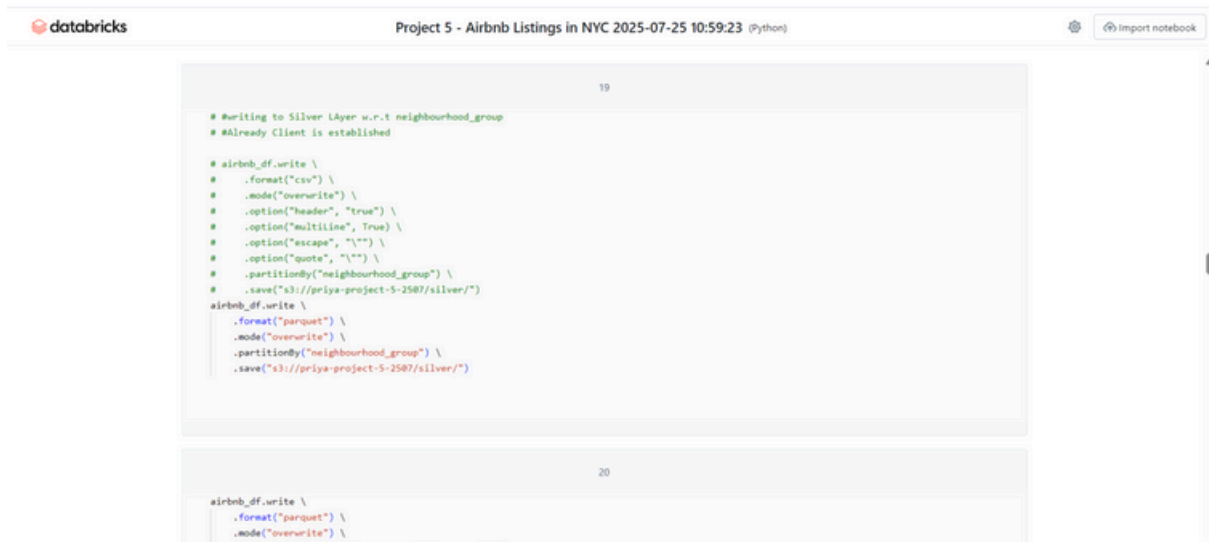 databricks
Project 5 - Airbnb Listings in NYC 2025-07-25 10:59:23 (Python)
Import notebook
19
# #writing to Silver LAyer w.r.t neighbourhood_group
# #Already Client is established
# airbnb_df.write \
#     .format("csv") \
#     .mode("overwrite") \
#     .option("header", "true") \
#     .option("multiLine", True) \
#     .option("escape", "\"") \
#     .option("quote", "\"") \
#     .partitionBy("neighbourhood_group") \
#     .save("s3://priya-project-5-2507/silver/")
airbnb_df.write \
    .format("parquet") \
    .mode("overwrite") \
    .partitionBy("neighbourhood_group") \
    .save("s3://priya-project-5-2507/silver/")
20
airbnb_df.write \
    .format("parquet") \
    .mode("overwrite") \